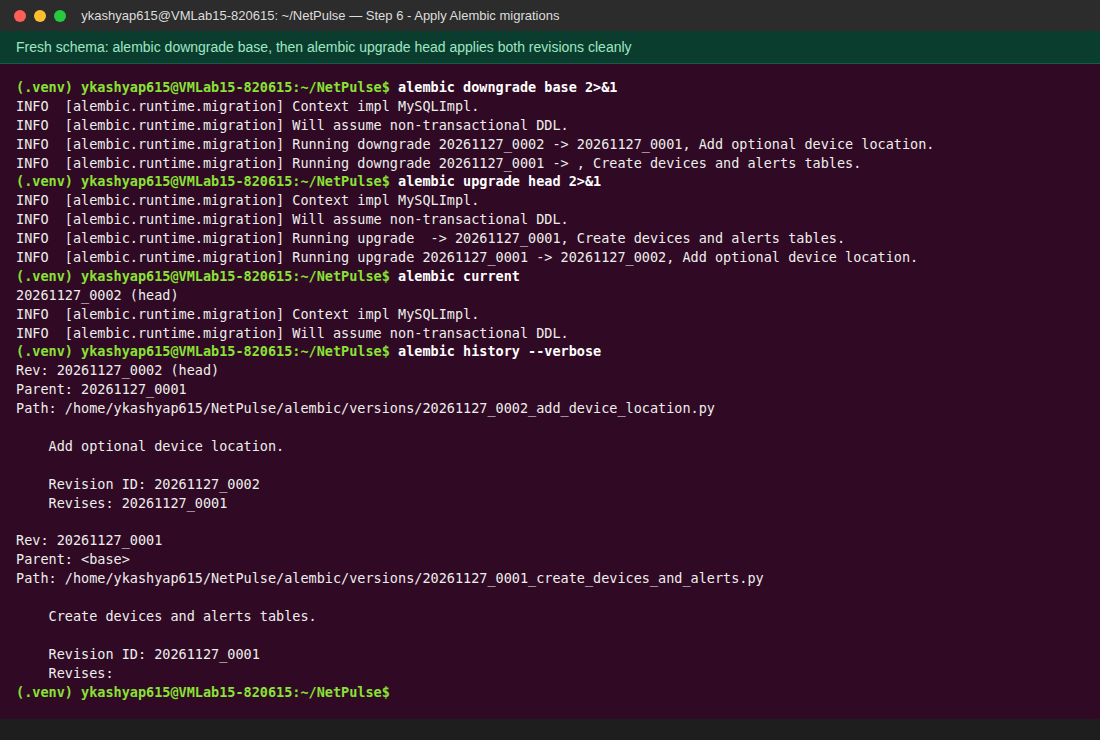 ykashyap615@VMLab15-820615: ~/NetPulse — Step 6 - Apply Alembic migrations
Fresh schema: alembic downgrade base, then alembic upgrade head applies both revisions cleanly
(.venv) ykashyap615@VMLab15-820615:~/NetPulse$ alembic downgrade base 2>&1
INFO  [alembic.runtime.migration] Context impl MySQLImpl.
INFO  [alembic.runtime.migration] Will assume non-transactional DDL.
INFO  [alembic.runtime.migration] Running downgrade 20261127_0002 -> 20261127_0001, Add optional device location.
INFO  [alembic.runtime.migration] Running downgrade 20261127_0001 -> , Create devices and alerts tables.
(.venv) ykashyap615@VMLab15-820615:~/NetPulse$ alembic upgrade head 2>&1
INFO  [alembic.runtime.migration] Context impl MySQLImpl.
INFO  [alembic.runtime.migration] Will assume non-transactional DDL.
INFO  [alembic.runtime.migration] Running upgrade  -> 20261127_0001, Create devices and alerts tables.
INFO  [alembic.runtime.migration] Running upgrade 20261127_0001 -> 20261127_0002, Add optional device location.
(.venv) ykashyap615@VMLab15-820615:~/NetPulse$ alembic current
20261127_0002 (head)
INFO  [alembic.runtime.migration] Context impl MySQLImpl.
INFO  [alembic.runtime.migration] Will assume non-transactional DDL.
(.venv) ykashyap615@VMLab15-820615:~/NetPulse$ alembic history --verbose
Rev: 20261127_0002 (head)
Parent: 20261127_0001
Path: /home/ykashyap615/NetPulse/alembic/versions/20261127_0002_add_device_location.py

    Add optional device location.

    Revision ID: 20261127_0002
    Revises: 20261127_0001

Rev: 20261127_0001
Parent: <base>
Path: /home/ykashyap615/NetPulse/alembic/versions/20261127_0001_create_devices_and_alerts.py

    Create devices and alerts tables.

    Revision ID: 20261127_0001
    Revises:
(.venv) ykashyap615@VMLab15-820615:~/NetPulse$